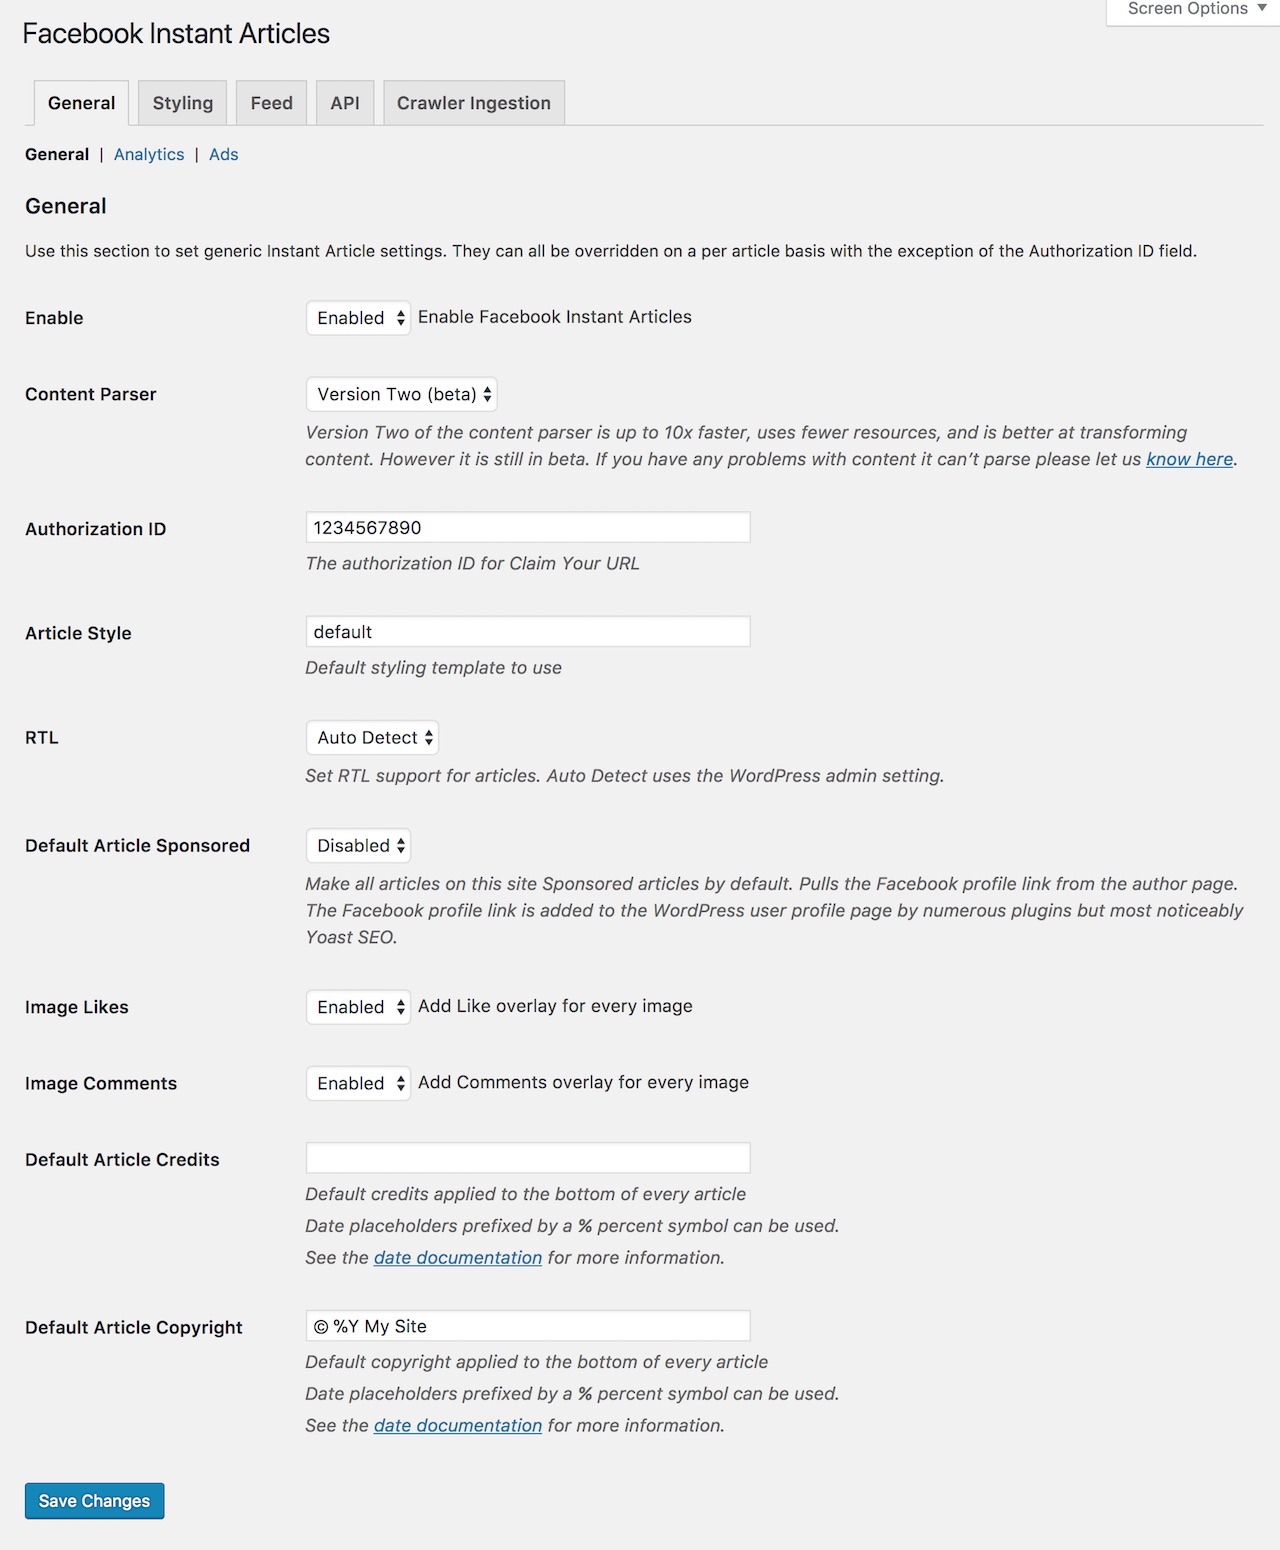 Screen Options ▼
Facebook Instant Articles
General Styling Feed API Crawler Ingestion
General | Analytics | Ads
General
Use this section to set generic Instant Article settings. They can all be overridden on a per article basis with the exception of the Authorization ID field.
Enable Enabled Enable Facebook Instant Articles
Content Parser Version Two (beta)
Version Two of the content parser is up to 10x faster, uses fewer resources, and is better at transforming
content. However it is still in beta. If you have any problems with content it can’t parse please let us know here.
Authorization ID 1234567890
The authorization ID for Claim Your URL
Article Style default
Default styling template to use
RTL Auto Detect
Set RTL support for articles. Auto Detect uses the WordPress admin setting.
Default Article Sponsored Disabled
Make all articles on this site Sponsored articles by default. Pulls the Facebook profile link from the author page.
The Facebook profile link is added to the WordPress user profile page by numerous plugins but most noticeably
Yoast SEO.
Image Likes Enabled Add Like overlay for every image
Image Comments Enabled Add Comments overlay for every image
Default Article Credits
Default credits applied to the bottom of every article
Date placeholders prefixed by a % percent symbol can be used.
See the date documentation for more information.
Default Article Copyright © %Y My Site
Default copyright applied to the bottom of every article
Date placeholders prefixed by a % percent symbol can be used.
See the date documentation for more information.
Save Changes